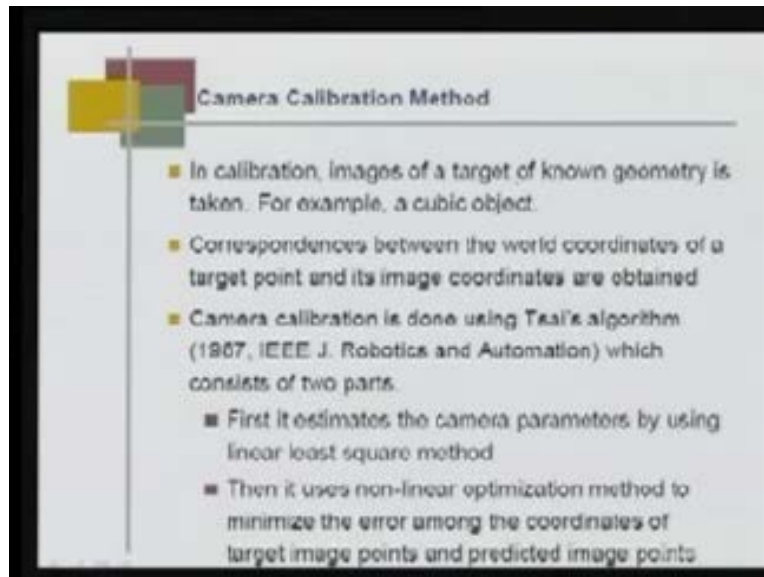 Camera Calibration Method
In calibration, images of a target of known geometry is
taken. For example, a cubic object.
Correspondences between the world coordinates of a
target point and its image coordinates are obtained
Camera calibration is done using Tsai's algorithm
(1987, IEEE J. Robotics and Automation) which
consists of two parts.
First it estimates the camera parameters by using
linear least square method
Then it uses non-linear optimization method to
minimize the error among the coordinates of
target image points and predicted image points